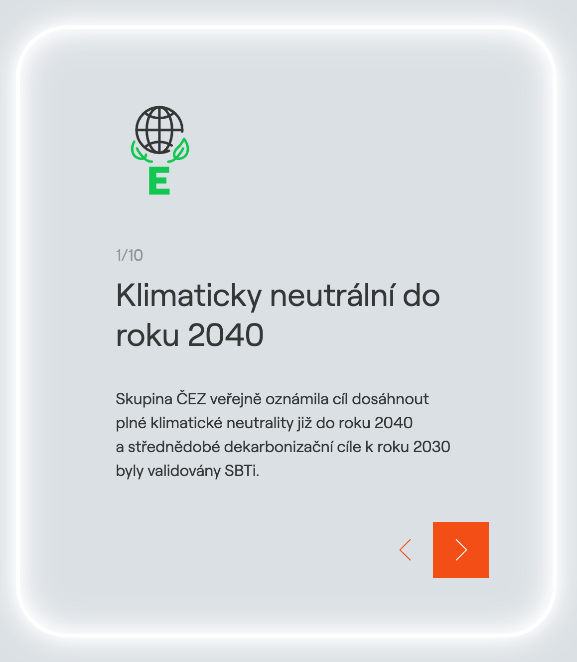 E
1/10
Klimaticky neutrální do
roku 2040
Skupina ČEZ veřejně oznámila cíl dosáhnout
plné klimatické neutrality již do roku 2040
a střednědobé dekarbonizační cíle k roku 2030
byly validovány SBTi.